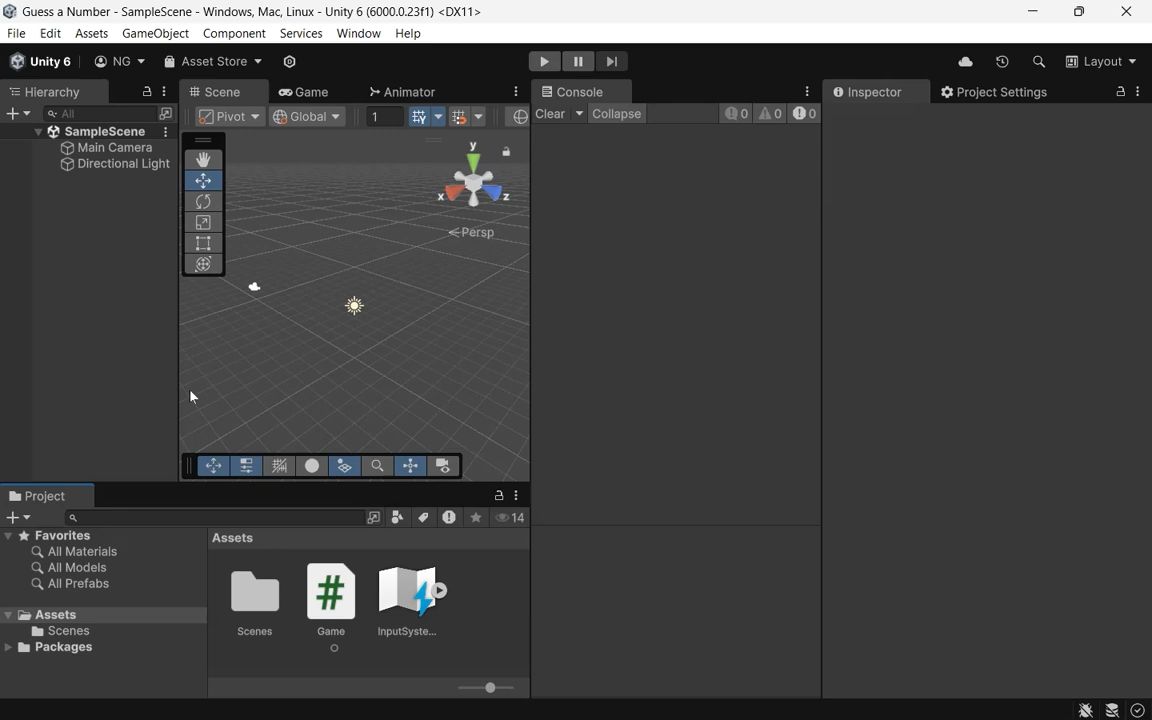 Guess a Number - SampleScene - Windows, Mac, Linux - Unity 6 (6000.0.23f1) <DX11>
File Edit Assets GameObject Component Services Window Help
Unity 6 NG Asset Store Layout
Hierarchy Scene Game Animator Console Inspector Project Settings
All Pivot Global 1 Clear Collapse 0 0 0
SampleScene
Main Camera
Directional Light
y
x z
Persp
Project
14
Favorites
All Materials
All Models
All Prefabs
Assets
Scenes
Packages
Assets
Scenes Game InputSyste...